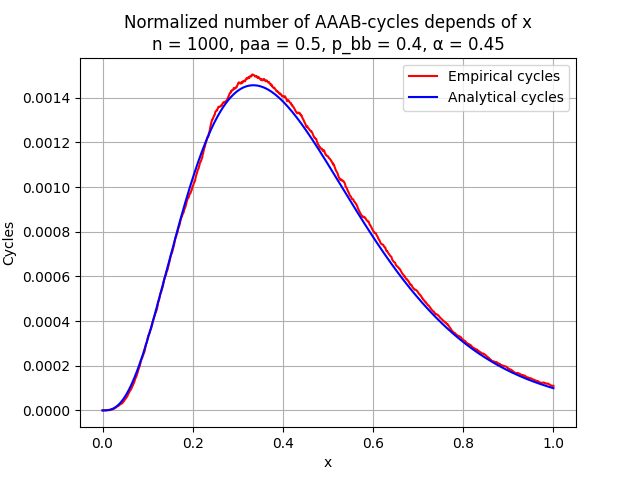 Normalized number of AAAB-cycles depends of x
n = 1000, paa = 0.5, p_bb = 0.4, α = 0.45
Empirical cycles
Analytical cycles
0.0014
0.0012
0.0010
0.0008
0.0006
0.0004
0.0002
0.0000
Cycles
0.0 0.2 0.4 0.6 0.8 1.0
x